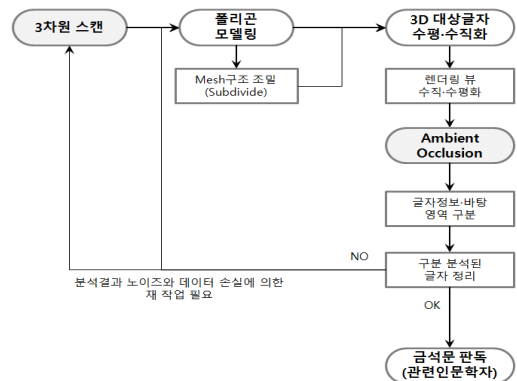 3차원 스캔
폴리곤
모델링
3D 대상글자
수평·수직화
Mesh구조 조밀
(Subdivide)
렌더링 뷰
수직·수평화
Ambient
Occlusion
글자정보·바탕
영역 구분
NO
구분 분석된
글자 정리
분석결과 노이즈와 데이터 손실에 의한
재 작업 필요
OK
금석문 판독
(관련인문학자)